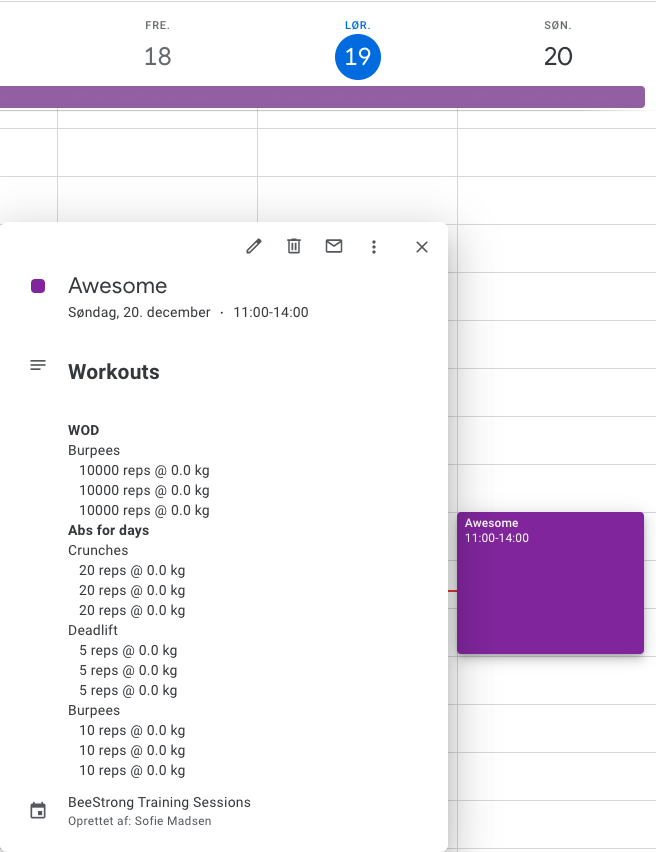 FRE.
18
LØR.
19
SØN.
20
Awesome
Søndag, 20. december · 11:00-14:00
Workouts
WOD
Burpees
10000 reps @ 0.0 kg
10000 reps @ 0.0 kg
10000 reps @ 0.0 kg
Abs for days
Crunches
20 reps @ 0.0 kg
20 reps @ 0.0 kg
20 reps @ 0.0 kg
Deadlift
5 reps @ 0.0 kg
5 reps @ 0.0 kg
5 reps @ 0.0 kg
Burpees
10 reps @ 0.0 kg
10 reps @ 0.0 kg
10 reps @ 0.0 kg
BeeStrong Training Sessions
Oprettet af: Sofie Madsen
Awesome
11:00-14:00